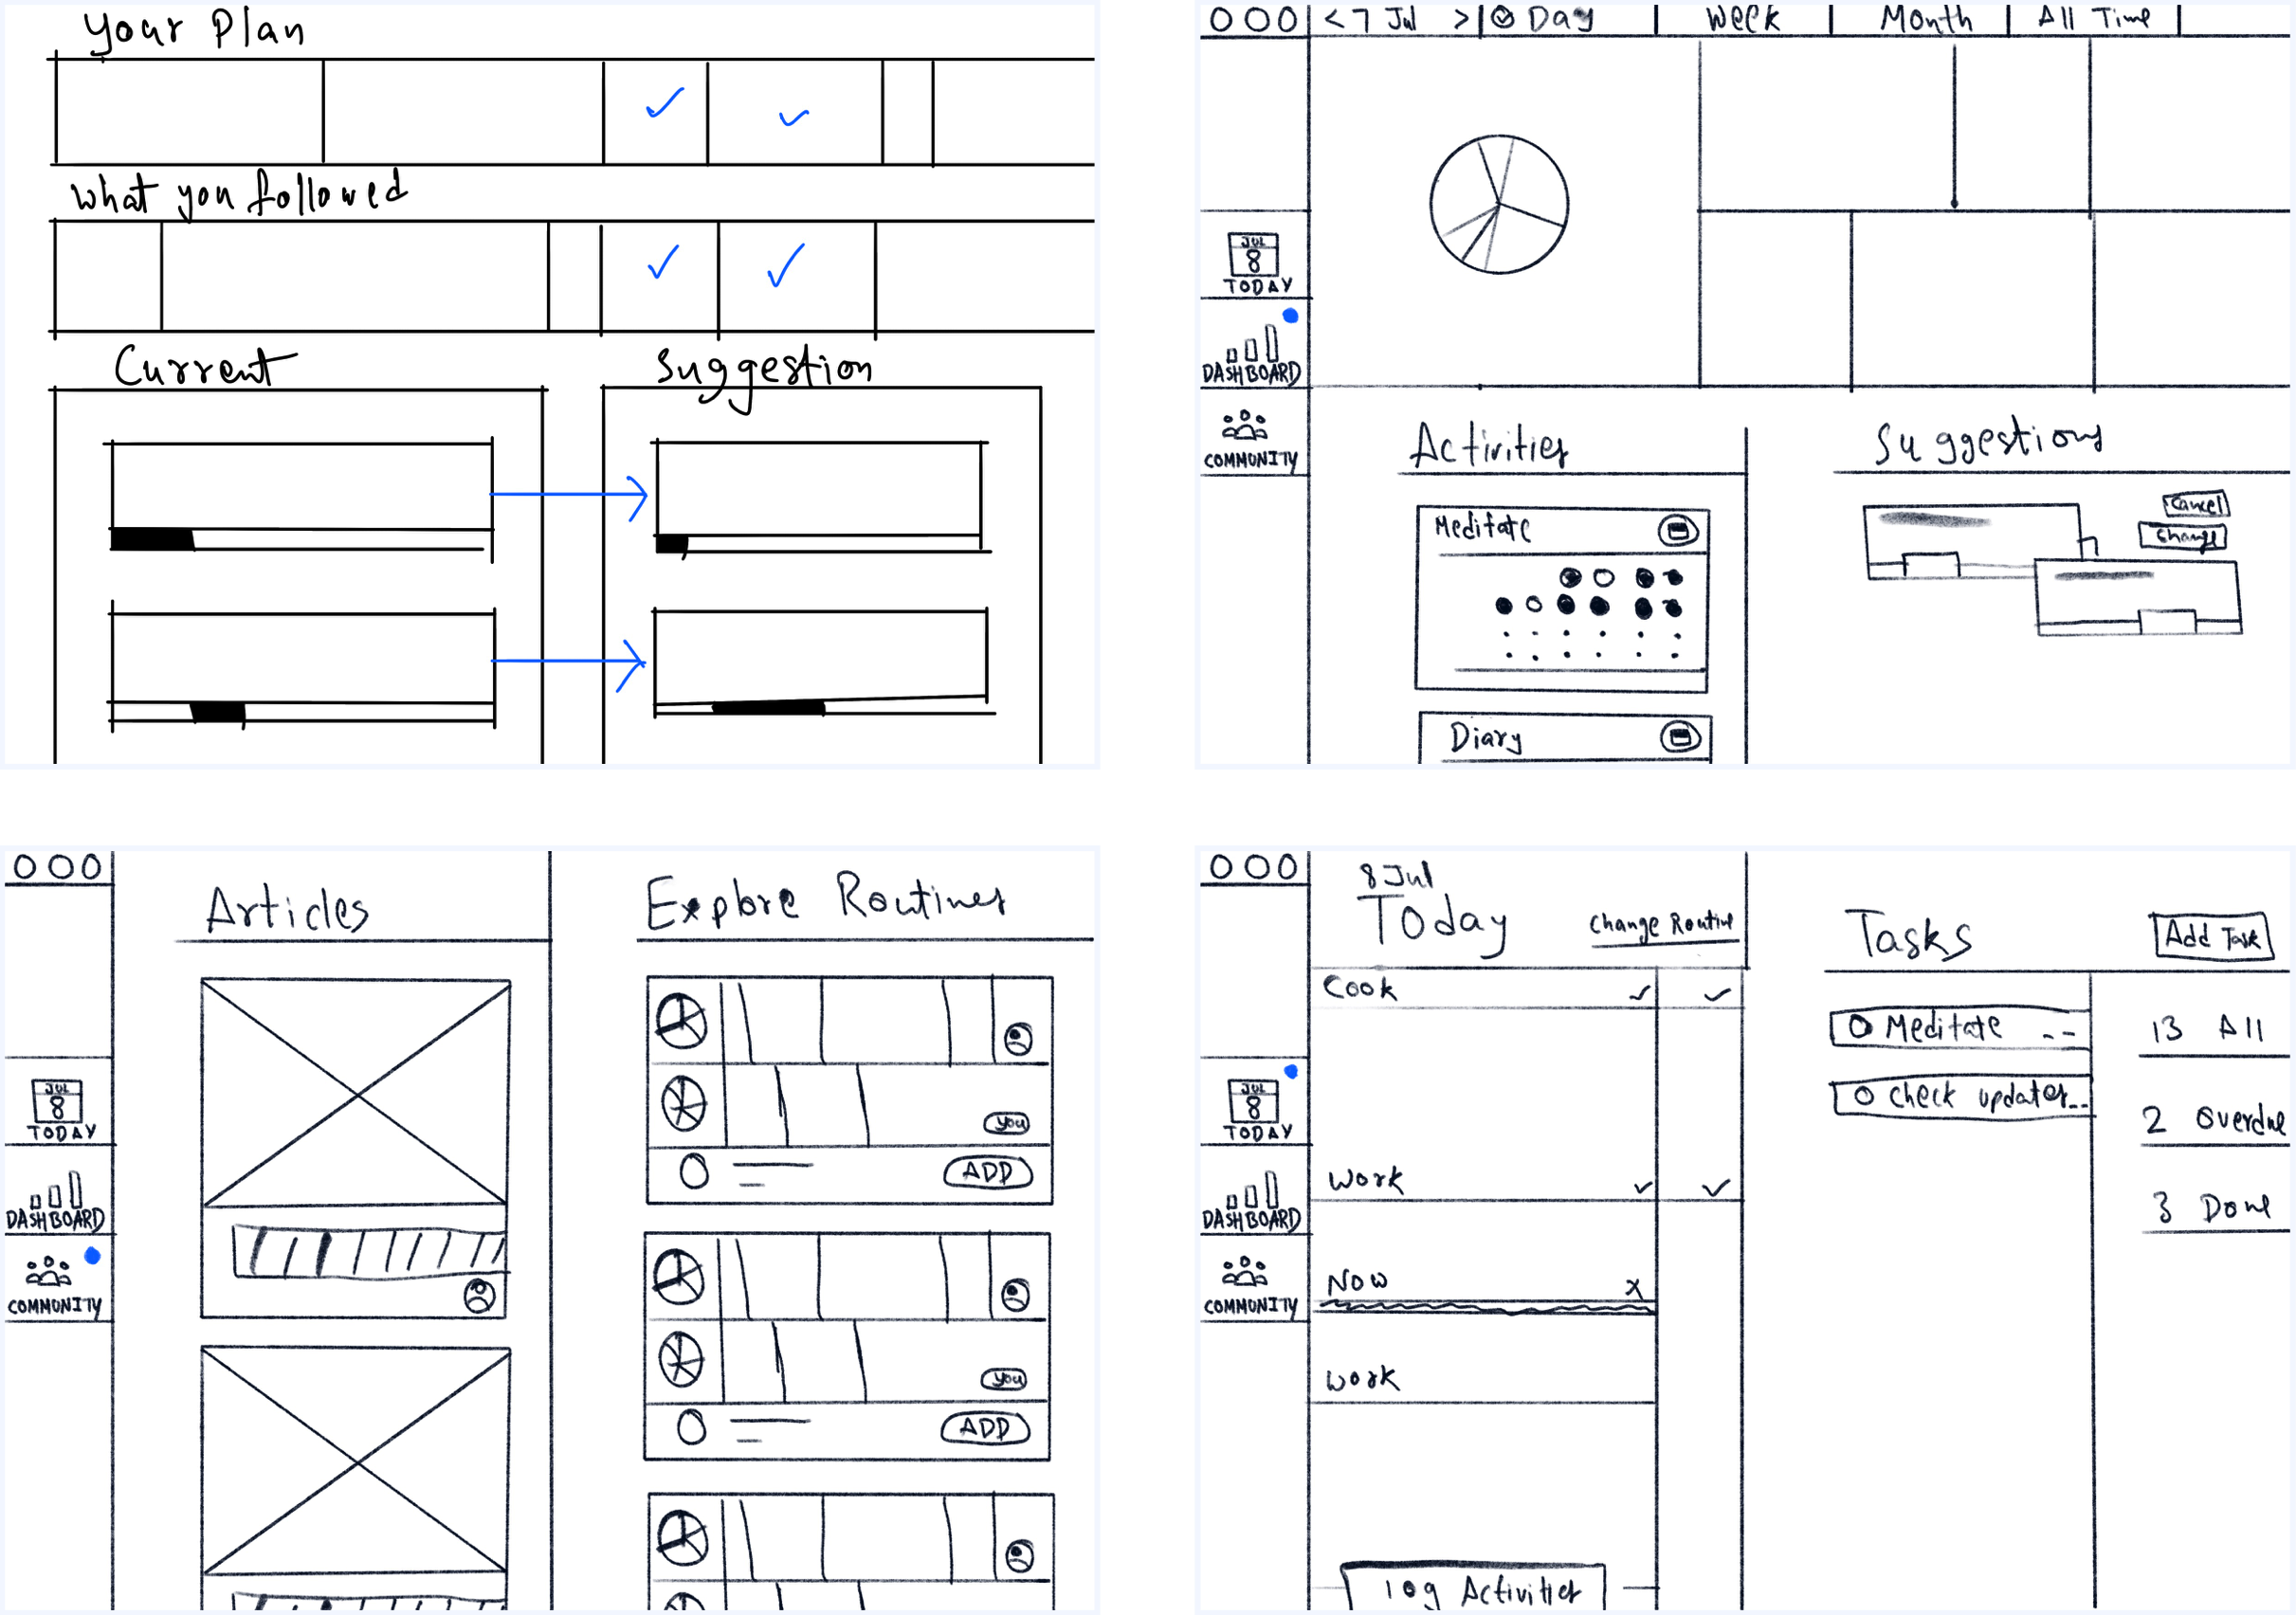 Your Plan
What you followed
Current
Suggestion
< 7 Jul > Day Week Month All Time
JUL
8
TODAY
DASHBOARD
COMMUNITY
Activities
Meditate
Diary
Suggestions
Cancel
Change
Articles
Explore Routines
JUL
8
TODAY
DASHBOARD
COMMUNITY
You
ADD
You
ADD
8 Jul
Today
Change Routine
Cook
Work
Now
Work
log Activities
JUL
8
TODAY
DASHBOARD
COMMUNITY
Tasks
Add Task
Meditate
Check updates..
13 All
2 Overdue
3 Done